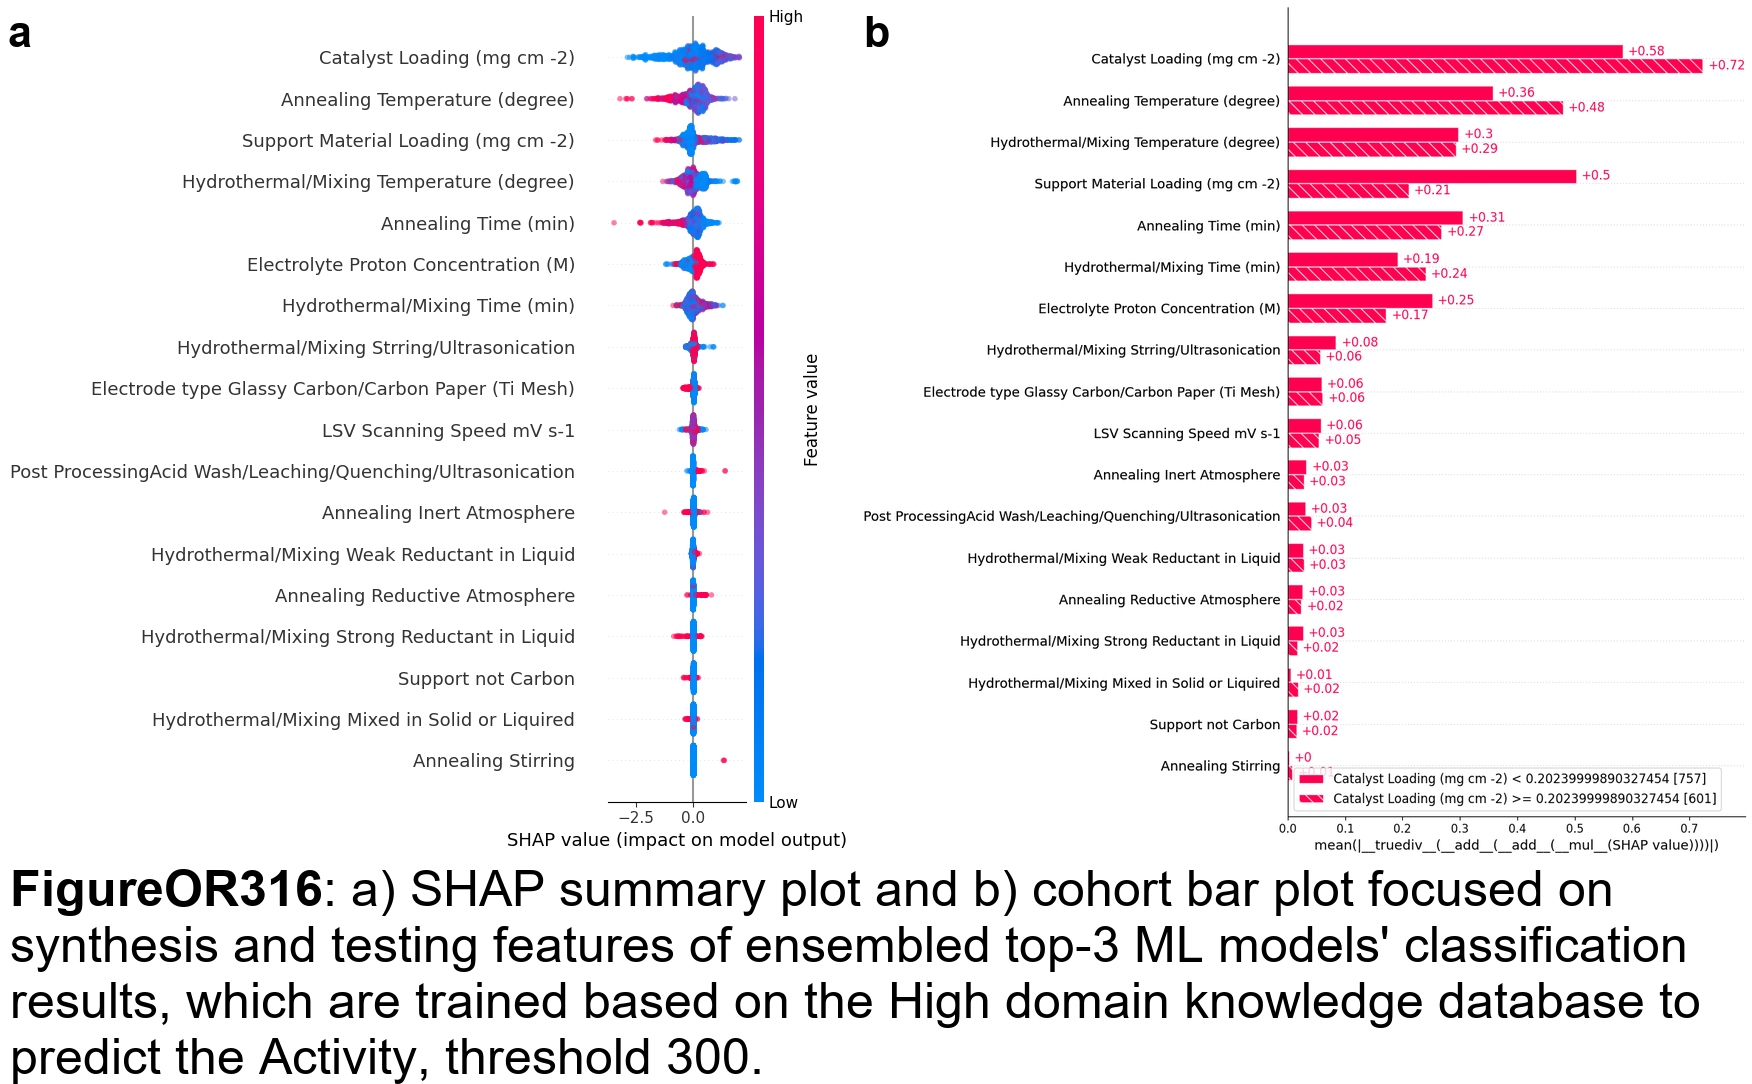 a
High
Catalyst Loading (mg cm -2)
Annealing Temperature (degree)
Support Material Loading (mg cm -2)
Hydrothermal/Mixing Temperature (degree)
Annealing Time (min)
Electrolyte Proton Concentration (M)
Hydrothermal/Mixing Time (min)
Hydrothermal/Mixing Strring/Ultrasonication
Electrode type Glassy Carbon/Carbon Paper (Ti Mesh)
LSV Scanning Speed mV s-1
Post ProcessingAcid Wash/Leaching/Quenching/Ultrasonication
Annealing Inert Atmosphere
Hydrothermal/Mixing Weak Reductant in Liquid
Annealing Reductive Atmosphere
Hydrothermal/Mixing Strong Reductant in Liquid
Support not Carbon
Hydrothermal/Mixing Mixed in Solid or Liquired
Annealing Stirring
Feature value
Low
−2.5 0.0
SHAP value (impact on model output)
b
Catalyst Loading (mg cm -2) +0.58
+0.72
Annealing Temperature (degree) +0.36
+0.48
Hydrothermal/Mixing Temperature (degree) +0.3
+0.29
Support Material Loading (mg cm -2) +0.5
+0.21
Annealing Time (min) +0.31
+0.27
Hydrothermal/Mixing Time (min) +0.19
+0.24
Electrolyte Proton Concentration (M) +0.25
+0.17
Hydrothermal/Mixing Strring/Ultrasonication +0.08
+0.06
Electrode type Glassy Carbon/Carbon Paper (Ti Mesh) +0.06
+0.06
LSV Scanning Speed mV s-1 +0.06
+0.05
Annealing Inert Atmosphere +0.03
+0.03
Post ProcessingAcid Wash/Leaching/Quenching/Ultrasonication +0.03
+0.04
Hydrothermal/Mixing Weak Reductant in Liquid +0.03
+0.03
Annealing Reductive Atmosphere +0.03
+0.02
Hydrothermal/Mixing Strong Reductant in Liquid +0.03
+0.02
Hydrothermal/Mixing Mixed in Solid or Liquired +0.01
+0.02
Support not Carbon +0.02
+0.02
Annealing Stirring +0
+0.01
Catalyst Loading (mg cm -2) < 0.20239999890327454 [757]
Catalyst Loading (mg cm -2) >= 0.20239999890327454 [601]
0.0 0.1 0.2 0.3 0.4 0.5 0.6 0.7
mean(|__truediv__(__add__(__add__(__mul__(SHAP value))))|)
FigureOR316: a) SHAP summary plot and b) cohort bar plot focused on
synthesis and testing features of ensembled top-3 ML models' classification
results, which are trained based on the High domain knowledge database to
predict the Activity, threshold 300.